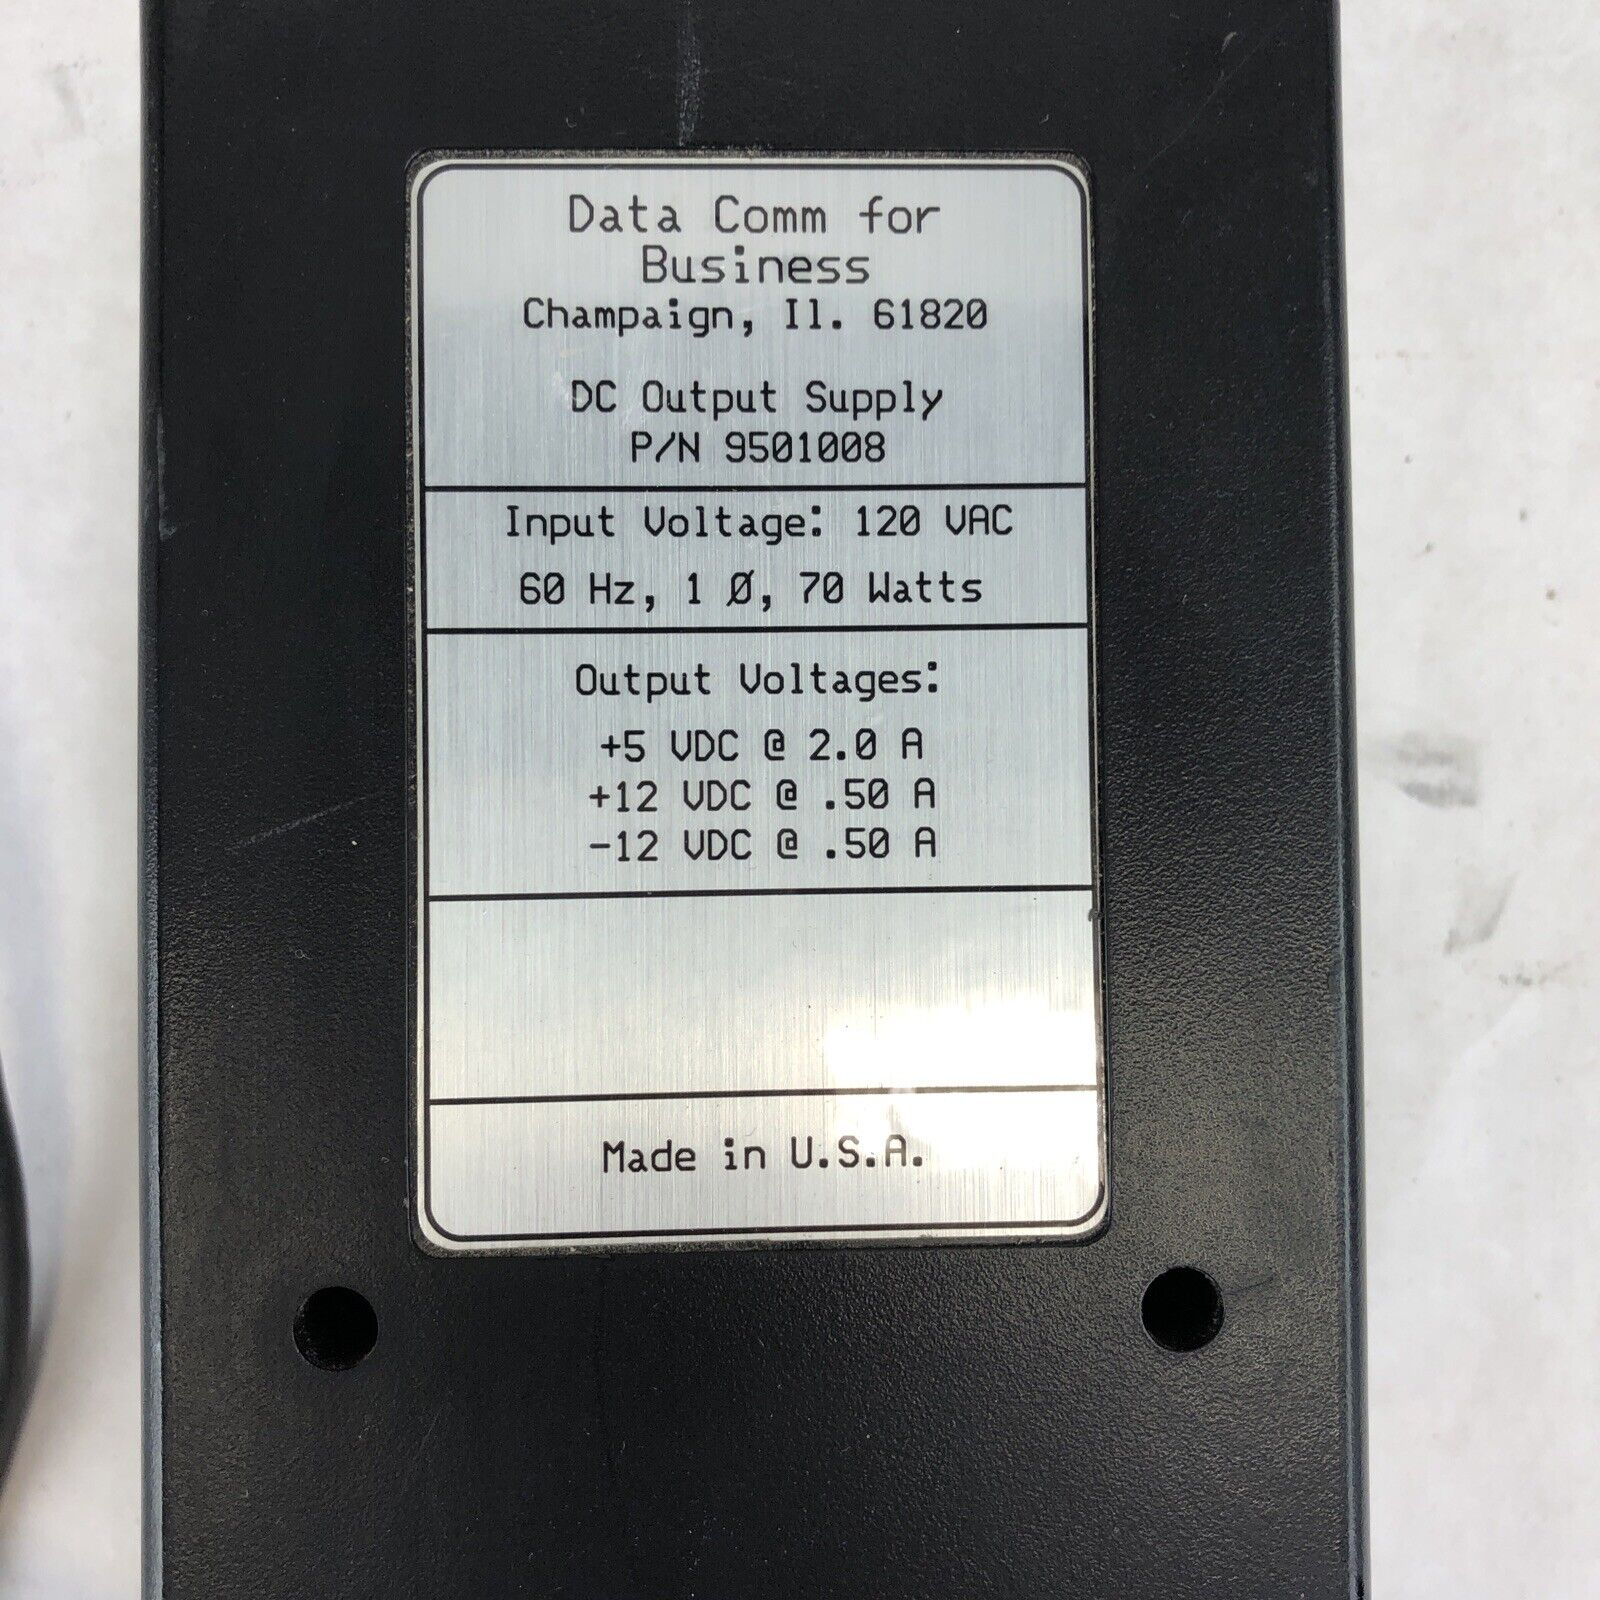 Data Comm for
Business
Champaign, Il. 61820
DC Output Supply
P/N 9501008
Input Voltage: 120 VAC
60 Hz, 1 Ø, 70 Watts
Output Voltages:
+5 VDC @ 2.0 A
+12 VDC @ .50 A
-12 VDC @ .50 A
Made in U.S.A.